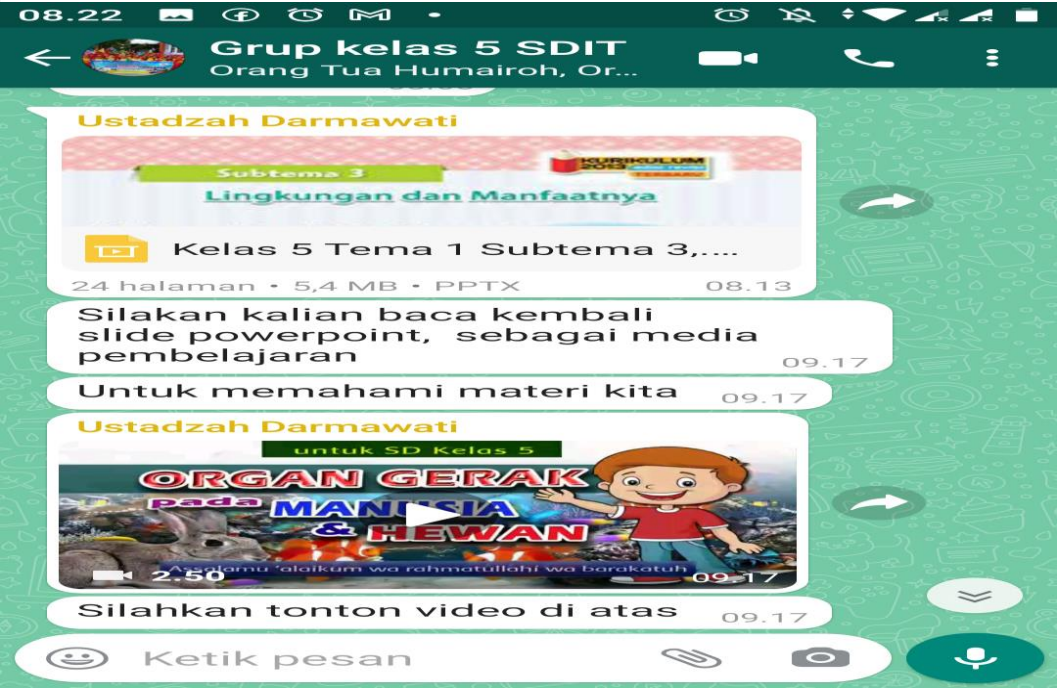 08.22
Grup kelas 5 SDIT
Orang Tua Humairoh, Or...
Ustadzah Darmawati
Subtema 3
KURIKULUM
2013
Lingkungan dan Manfaatnya
Kelas 5 Tema 1 Subtema 3,....
24 halaman • 5,4 MB • PPTX 08.13
Silakan kalian baca kembali
slide powerpoint, sebagai media
pembelajaran 09.17
Untuk memahami materi kita 09.17
Ustadzah Darmawati
untuk SD Kelas 5
ORGAN GERAK
pada MANUSIA
& HEWAN
Assalamu 'alaikum wa rahmatullahi wa barakatuh
2.50 09.17
Silahkan tonton video di atas 09.17
Ketik pesan